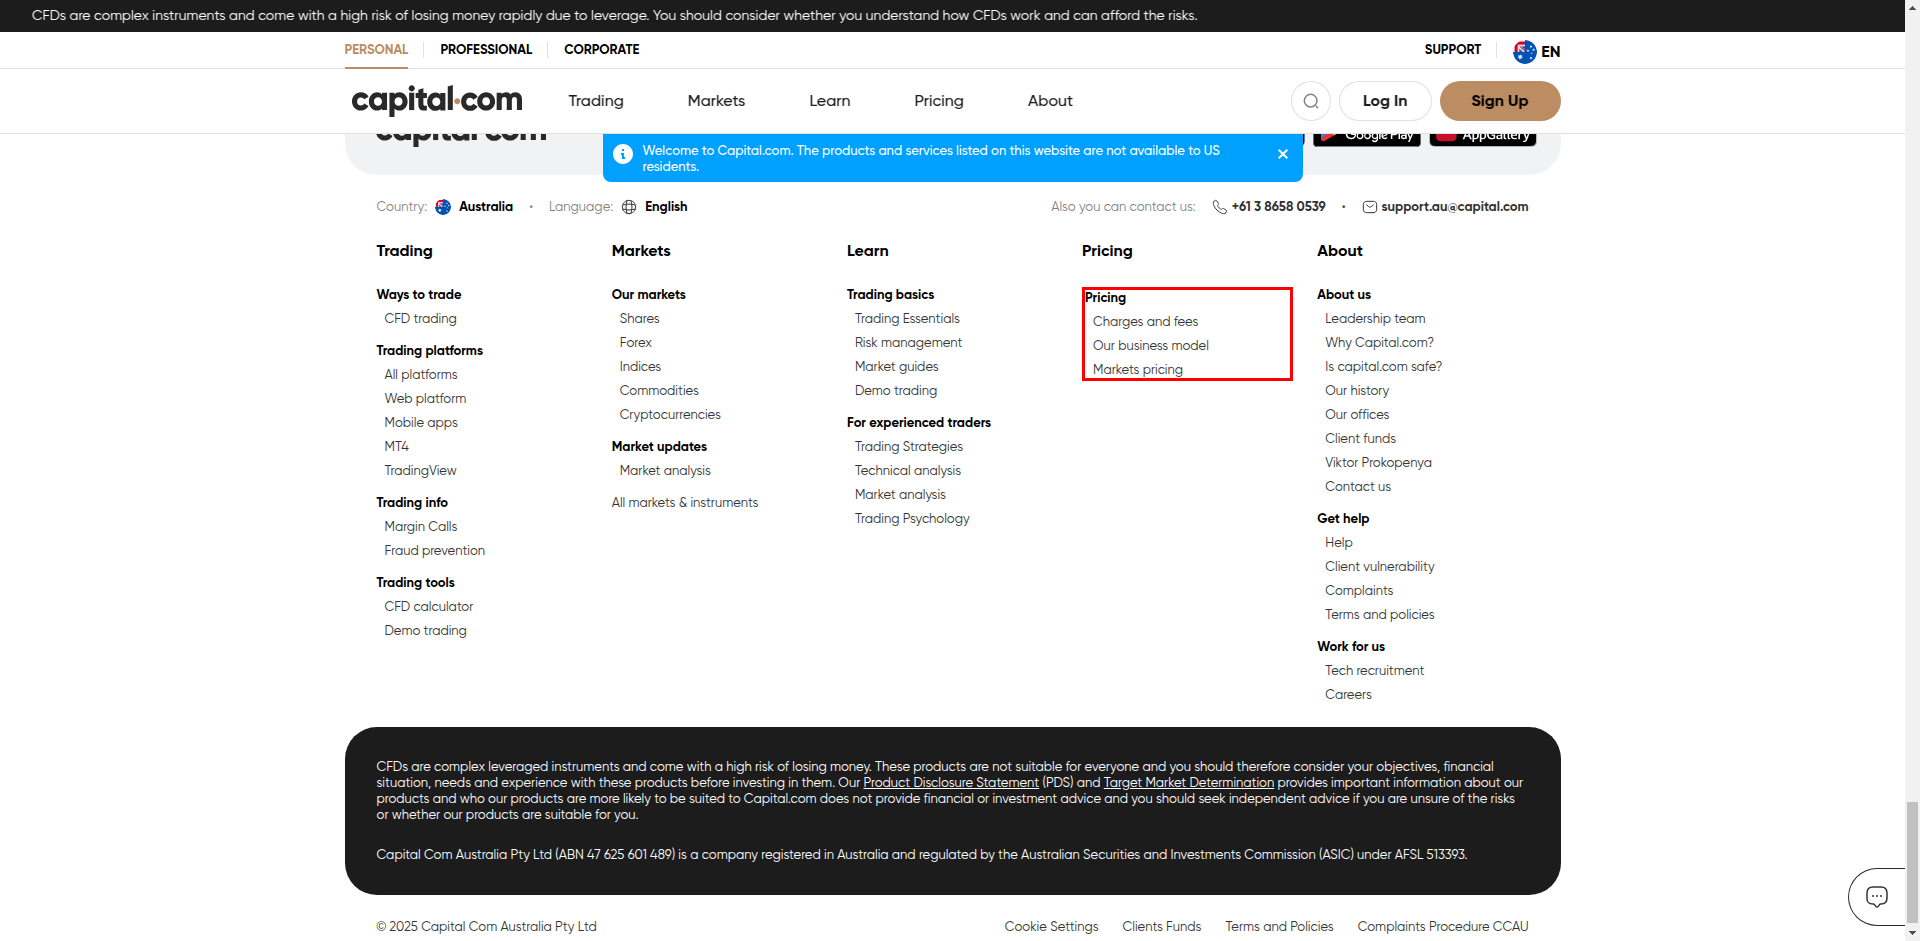 CFDs are complex instruments and come with a high risk of losing money rapidly due to leverage. You should consider whether you understand how CFDs work and can afford the risks.
PERSONAL
PROFESSIONAL
CORPORATE
SUPPORT
EN
capital.com
Trading
Markets
Learn
Pricing
About
Log In
Sign Up
capital.com
Google Play
AppGallery
Welcome to Capital.com. The products and services listed on this website are not available to US
residents.
Country: Australia · Language: English
Also you can contact us: +61 3 8658 0539 · support.au@capital.com
Trading
Ways to trade
CFD trading
Trading platforms
All platforms
Web platform
Mobile apps
MT4
TradingView
Trading info
Margin Calls
Fraud prevention
Trading tools
CFD calculator
Demo trading
Markets
Our markets
Shares
Forex
Indices
Commodities
Cryptocurrencies
Market updates
Market analysis
All markets & instruments
Learn
Trading basics
Trading Essentials
Risk management
Market guides
Demo trading
For experienced traders
Trading Strategies
Technical analysis
Market analysis
Trading Psychology
Pricing
Pricing
Charges and fees
Our business model
Markets pricing
About
About us
Leadership team
Why Capital.com?
Is capital.com safe?
Our history
Our offices
Client funds
Viktor Prokopenya
Contact us
Get help
Help
Client vulnerability
Complaints
Terms and policies
Work for us
Tech recruitment
Careers
CFDs are complex leveraged instruments and come with a high risk of losing money. These products are not suitable for everyone and you should therefore consider your objectives, financial
situation, needs and experience with these products before investing in them. Our Product Disclosure Statement (PDS) and Target Market Determination provides important information about our
products and who our products are more likely to be suited to Capital.com does not provide financial or investment advice and you should seek independent advice if you are unsure of the risks
or whether our products are suitable for you.
Capital Com Australia Pty Ltd (ABN 47 625 601 489) is a company registered in Australia and regulated by the Australian Securities and Investments Commission (ASIC) under AFSL 513393.
© 2025 Capital Com Australia Pty Ltd
Cookie Settings
Clients Funds
Terms and Policies
Complaints Procedure CCAU